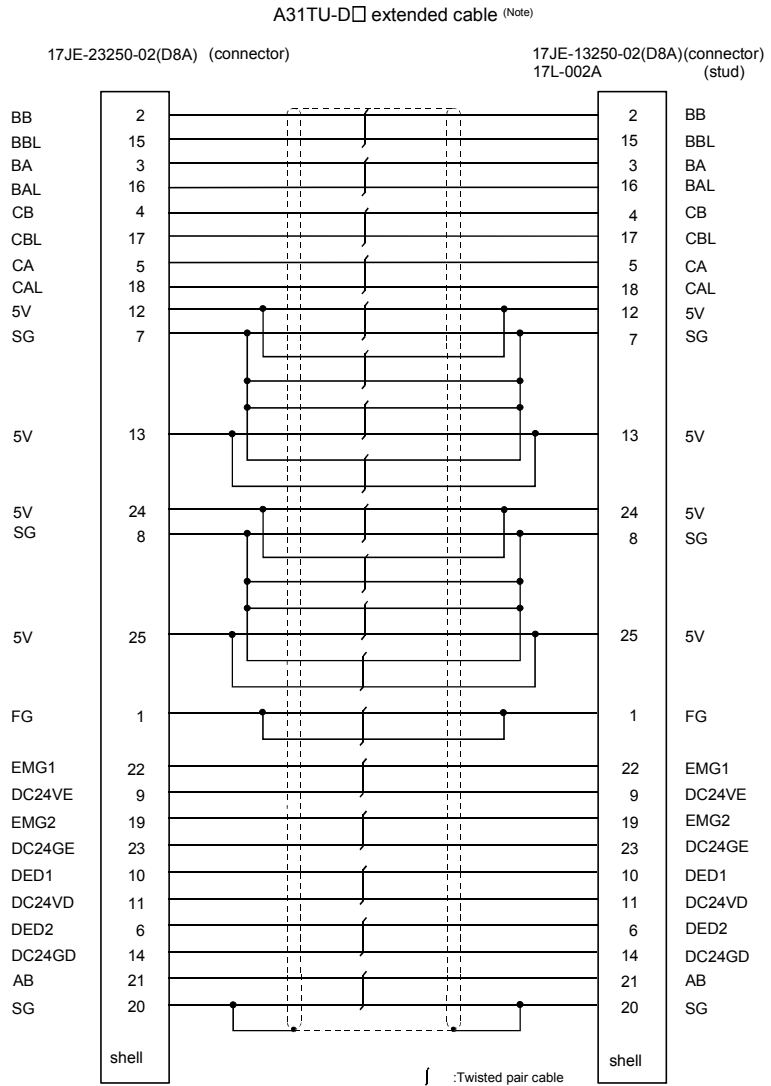 A31TU-D□ extended cable (Note)
17JE-23250-02(D8A) (connector) 17JE-13250-02(D8A)(connector)
17L-002A (stud)
BB 2 2 BB
BBL 15 15 BBL
BA 3 3 BA
BAL 16 16 BAL
CB 4 4 CB
CBL 17 17 CBL
CA 5 5 CA
CAL 18 18 CAL
5V 12 12 5V
SG 7 7 SG
5V 13 13 5V
5V 24 24 5V
SG 8 8 SG
5V 25 25 5V
FG 1 1 FG
EMG1 22 22 EMG1
DC24VE 9 9 DC24VE
EMG2 19 19 EMG2
DC24GE 23 23 DC24GE
DED1 10 10 DED1
DC24VD 11 11 DC24VD
DED2 6 6 DED2
DC24GD 14 14 DC24GD
AB 21 21 AB
SG 20 20 SG
shell shell
:Twisted pair cable